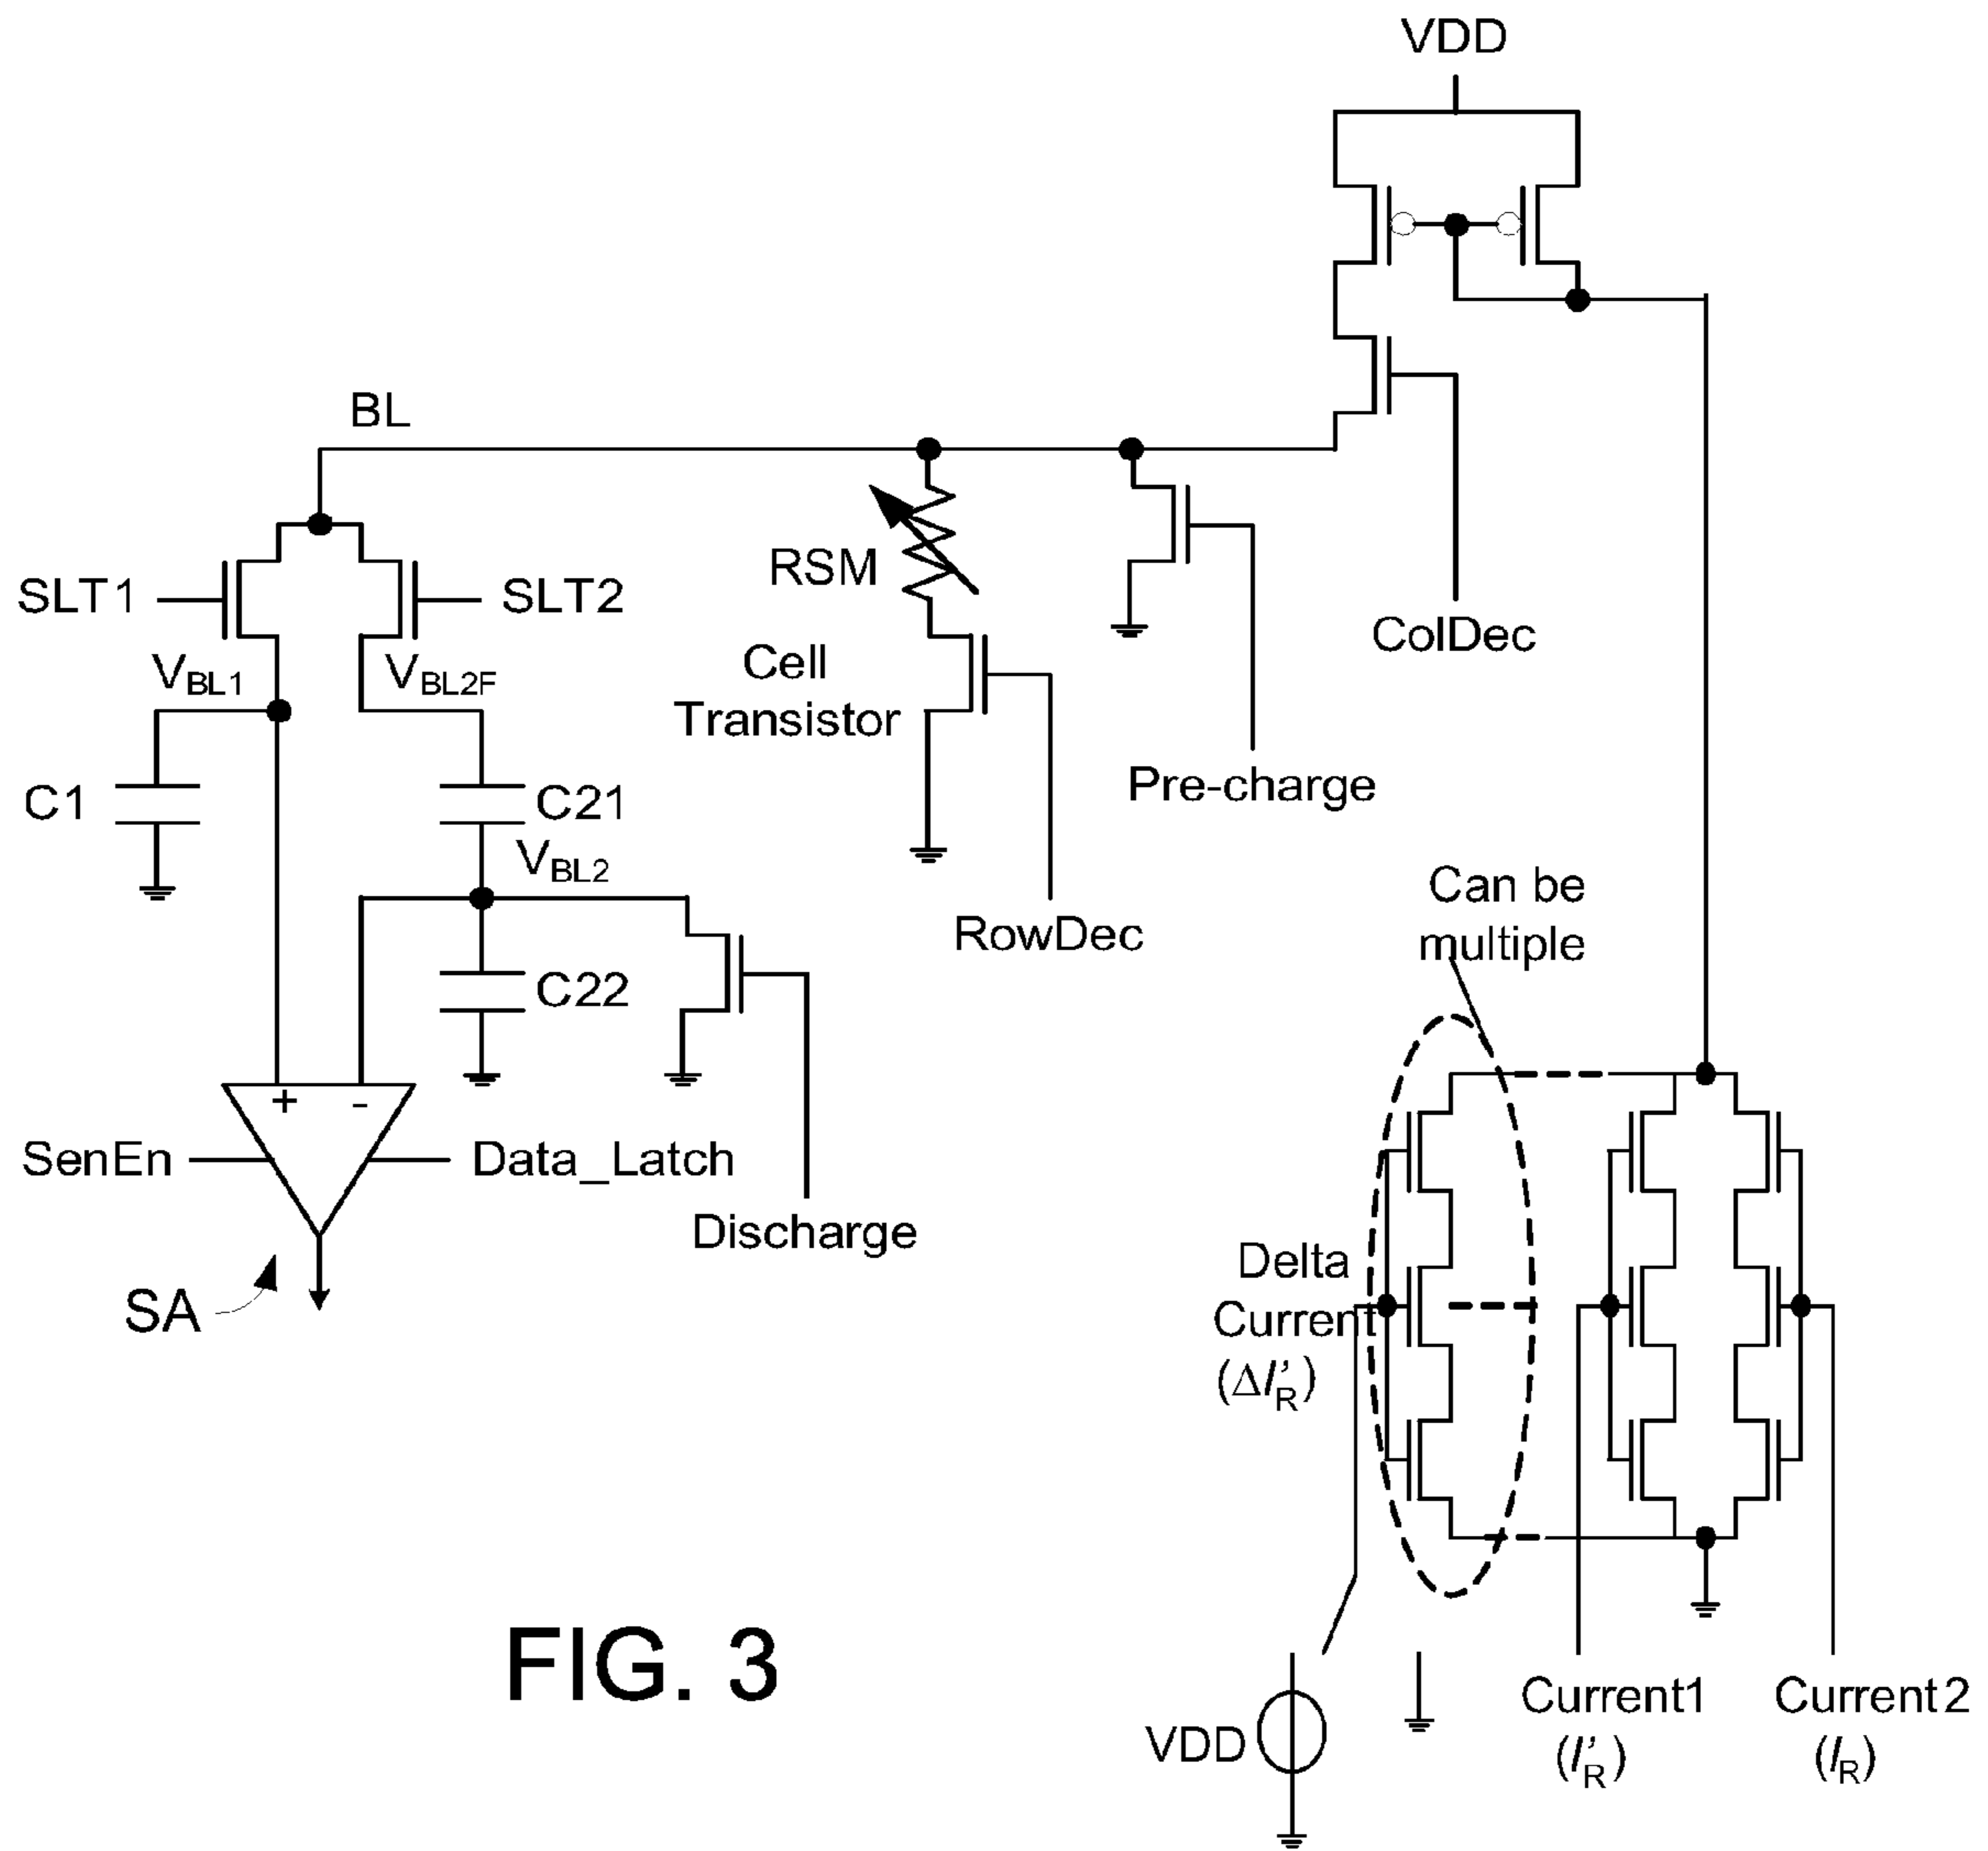 VDD
BL
SLT1
SLT2
RSM
ColDec
VBL1
VBL2F
Cell
Transistor
Pre-charge
C1
C21
VBL2
Can be
multiple
RowDec
C22
+
-
SenEn
Data_Latch
Discharge
Delta
Current
(ΔI'R)
SA
FIG. 3
Current1
(I'R)
Current2
(IR)
VDD